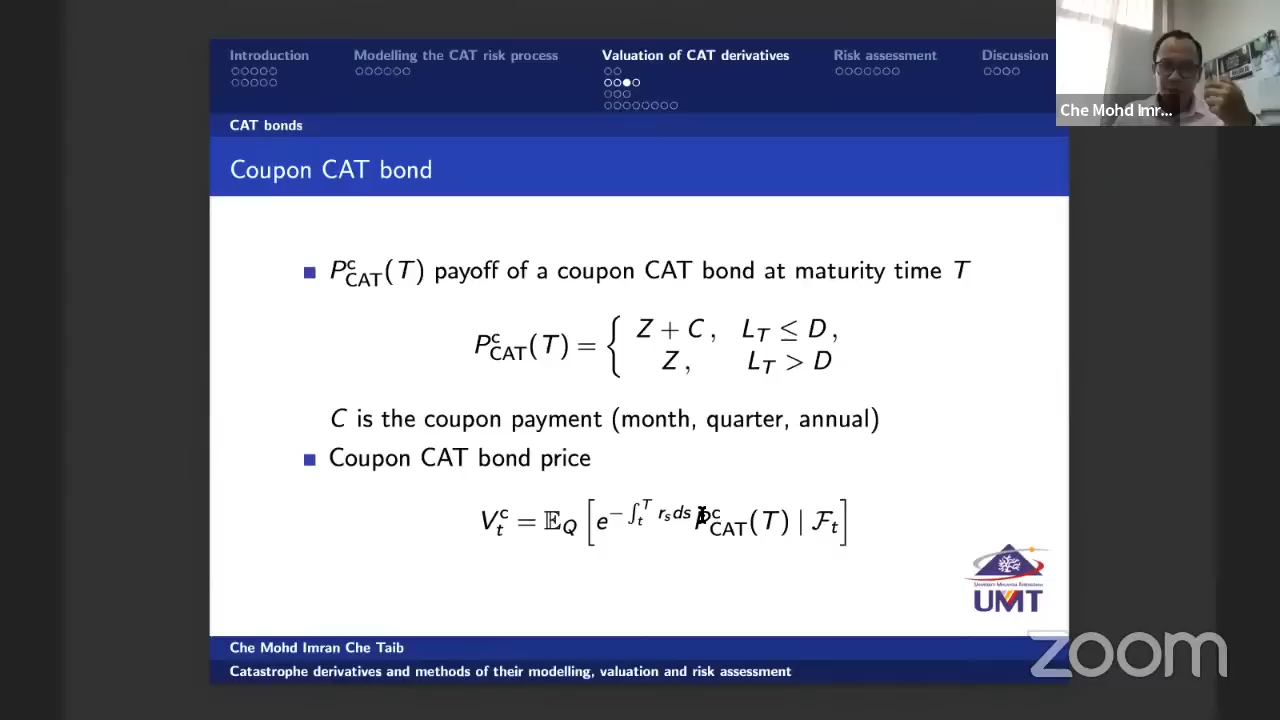 Introduction Modelling the CAT risk process Valuation of CAT derivatives Risk assessment Discussion
CAT bonds
Coupon CAT bond
Che Mohd Imr...
P^c_CAT(T) payoff of a coupon CAT bond at maturity time T
P^c_CAT(T) = { Z + C , L_T ≤ D ,
Z , L_T > D
C is the coupon payment (month, quarter, annual)
Coupon CAT bond price
V^c_t = 𝔼_Q [ e^{− ∫_t^T r_s ds} P^c_CAT(T) | ℱ_t ]
UMT
Che Mohd Imran Che Taib
Catastrophe derivatives and methods of their modelling, valuation and risk assessment
zoom